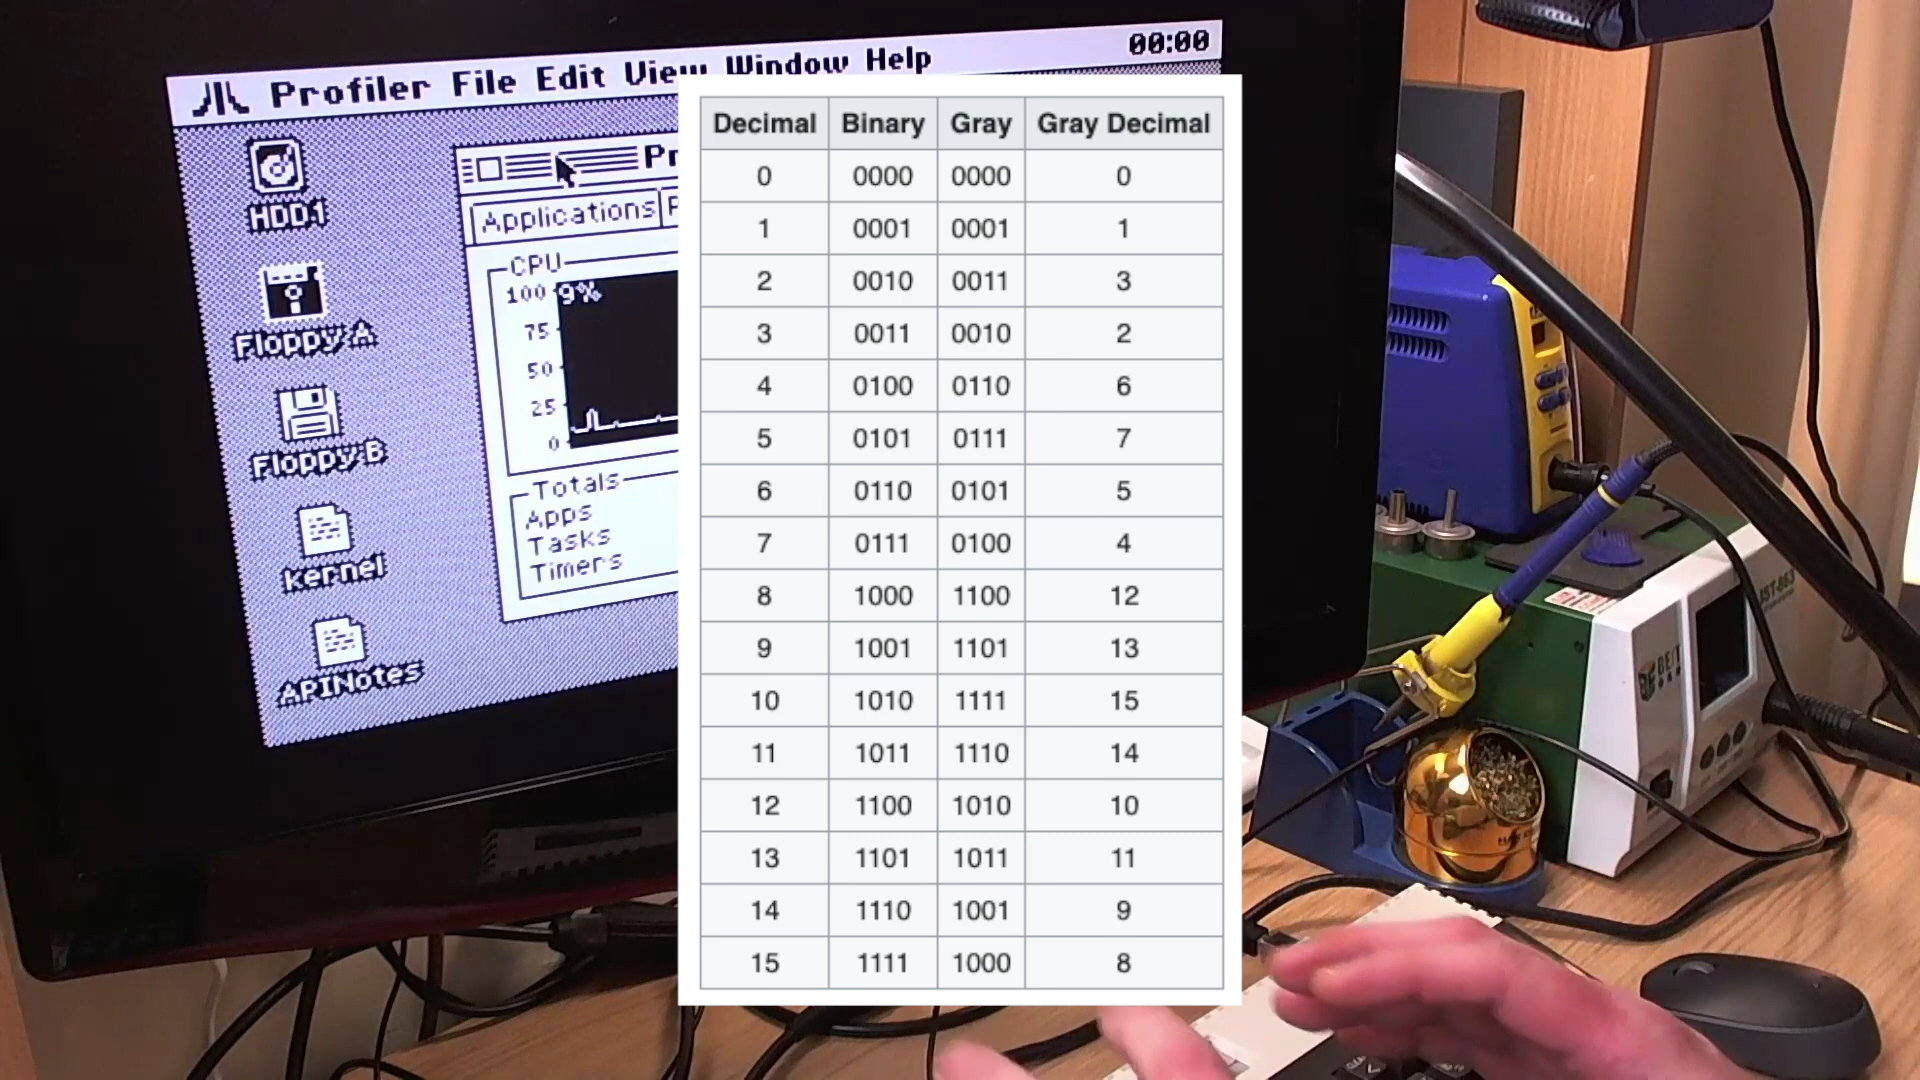 Profiler File Edit View Window Help
00:00
HDD1
Floppy A
Floppy B
kernel
APINotes
Pr
Applications
CPU
100
9%
75
50
25
0
Totals
Apps
Tasks
Timers
Decimal Binary Gray Gray Decimal
0 0000 0000 0
1 0001 0001 1
2 0010 0011 3
3 0011 0010 2
4 0100 0110 6
5 0101 0111 7
6 0110 0101 5
7 0111 0100 4
8 1000 1100 12
9 1001 1101 13
10 1010 1111 15
11 1011 1110 14
12 1100 1010 10
13 1101 1011 11
14 1110 1001 9
15 1111 1000 8